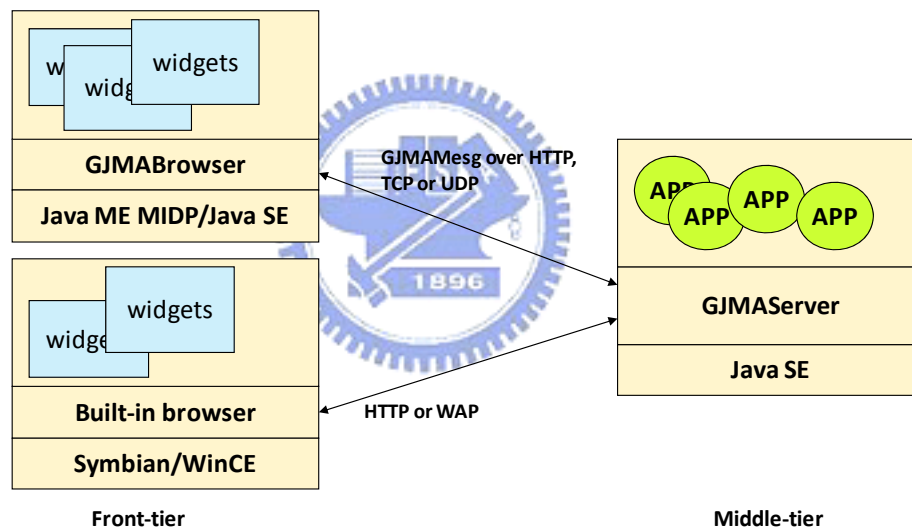 widgets
GJMABrowser
Java ME MIDP/Java SE
widgets
Built-in browser
Symbian/WinCE
Front-tier
GJMAMesg over HTTP,
TCP or UDP
1896
HTTP or WAP
APP
APP
APP
APP
GJMAServer
Java SE
Middle-tier